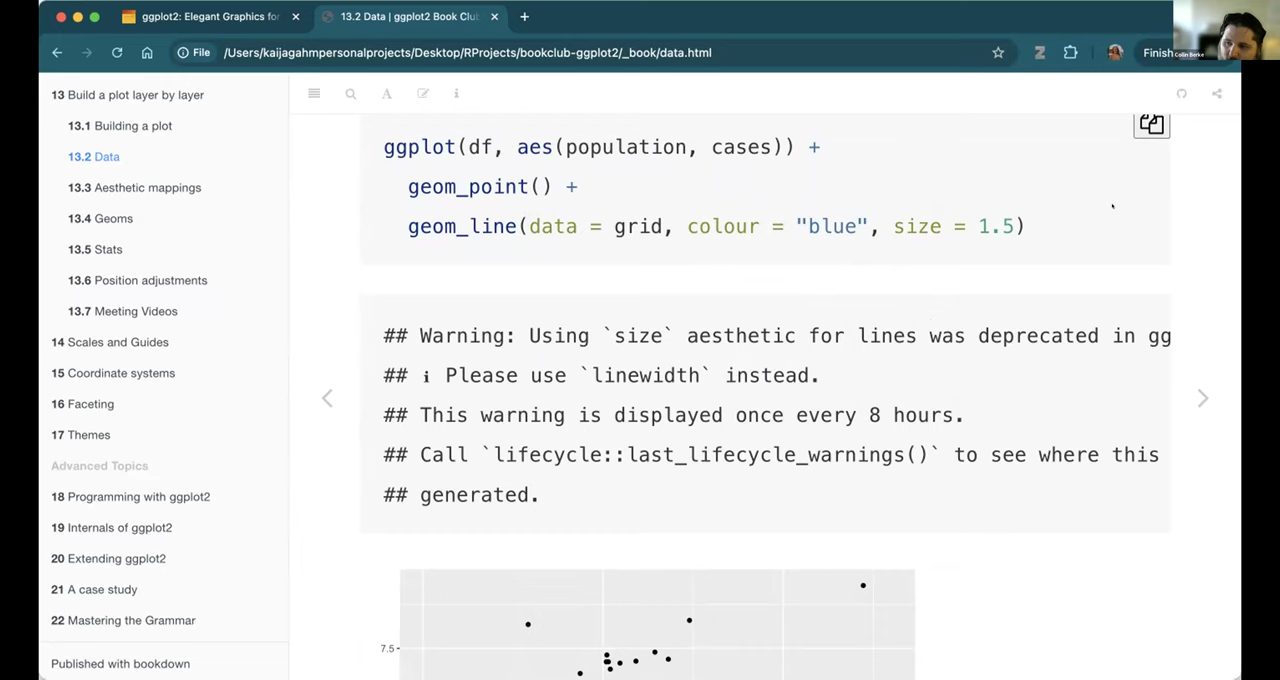 ggplot2: Elegant Graphics for
13.2 Data | ggplot2 Book Club
File
/Users/kaijagahmpersonalprojects/Desktop/RProjects/bookclub-ggplot2/_book/data.html
Finish
Colin Berke
13 Build a plot layer by layer
13.1 Building a plot
13.2 Data
13.3 Aesthetic mappings
13.4 Geoms
13.5 Stats
13.6 Position adjustments
13.7 Meeting Videos
14 Scales and Guides
15 Coordinate systems
16 Faceting
17 Themes
Advanced Topics
18 Programming with ggplot2
19 Internals of ggplot2
20 Extending ggplot2
21 A case study
22 Mastering the Grammar
Published with bookdown
ggplot(df, aes(population, cases)) +
geom_point() +
geom_line(data = grid, colour = "blue", size = 1.5)
## Warning: Using `size` aesthetic for lines was deprecated in gg
## ℹ Please use `linewidth` instead.
## This warning is displayed once every 8 hours.
## Call `lifecycle::last_lifecycle_warnings()` to see where this
## generated.
7.5